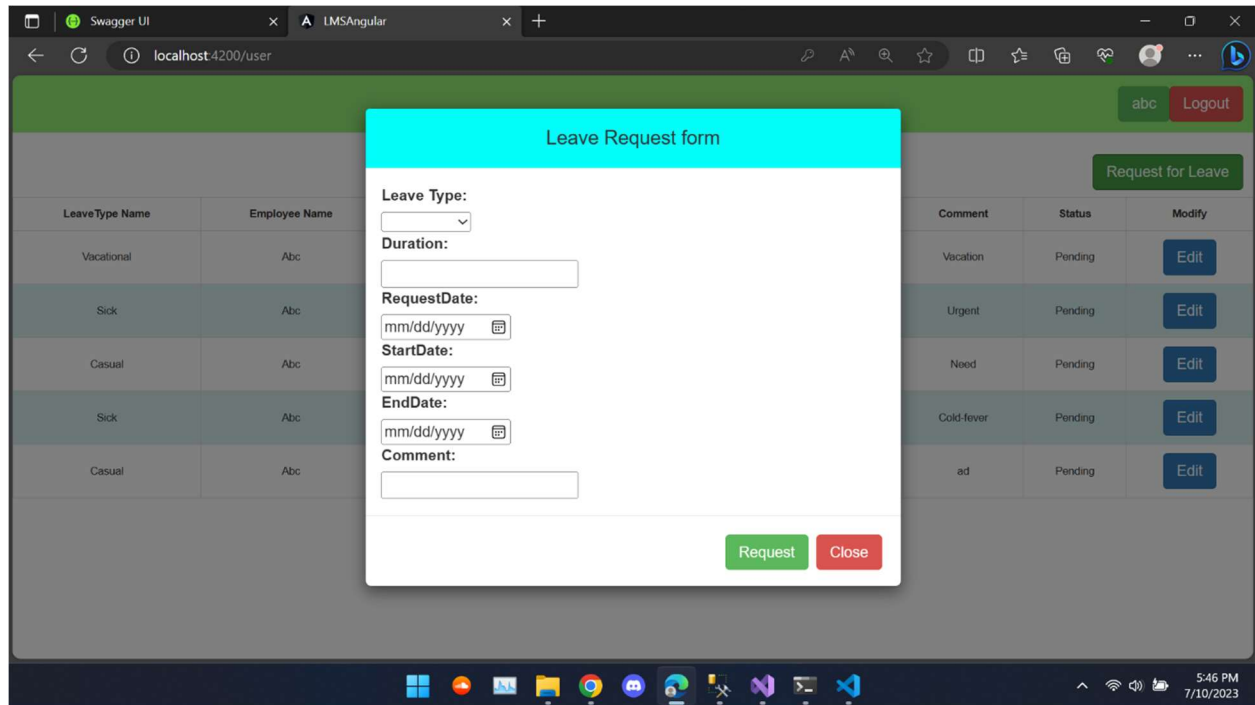 Swagger UI
LMSAngular
localhost:4200/user
abc Logout
Leave Request form
Request for Leave
LeaveType Name Employee Name Comment Status Modify
Vacational Abc Vacation Pending Edit
Sick Abc Urgent Pending Edit
Casual Abc Need Pending Edit
Sick Abc Cold-fever Pending Edit
Casual Abc ad Pending Edit
Leave Type:
Duration:
RequestDate:
mm/dd/yyyy
StartDate:
mm/dd/yyyy
EndDate:
mm/dd/yyyy
Comment:
Request Close
5:46 PM
7/10/2023